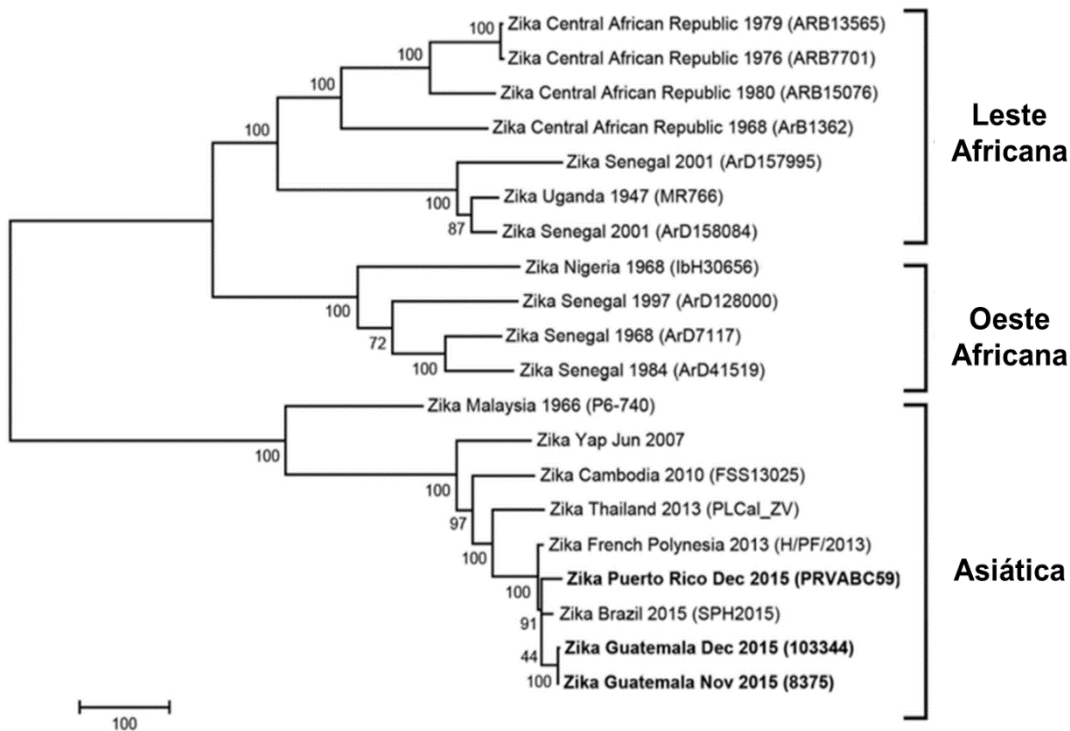 100
Zika Central African Republic 1979 (ARB13565)
Zika Central African Republic 1976 (ARB7701)
100
Zika Central African Republic 1980 (ARB15076)
100
Zika Central African Republic 1968 (ArB1362)
100
Zika Senegal 2001 (ArD157995)
100
Zika Uganda 1947 (MR766)
87
Zika Senegal 2001 (ArD158084)
Leste
Africana
Zika Nigeria 1968 (IbH30656)
100
Zika Senegal 1997 (ArD128000)
72
Zika Senegal 1968 (ArD7117)
100
Zika Senegal 1984 (ArD41519)
Oeste
Africana
Zika Malaysia 1966 (P6-740)
100
Zika Yap Jun 2007
100
Zika Cambodia 2010 (FSS13025)
97
Zika Thailand 2013 (PLCal_ZV)
100
Zika French Polynesia 2013 (H/PF/2013)
100
Zika Puerto Rico Dec 2015 (PRVABC59)
91
Zika Brazil 2015 (SPH2015)
44
Zika Guatemala Dec 2015 (103344)
100
Zika Guatemala Nov 2015 (8375)
Asiática
100